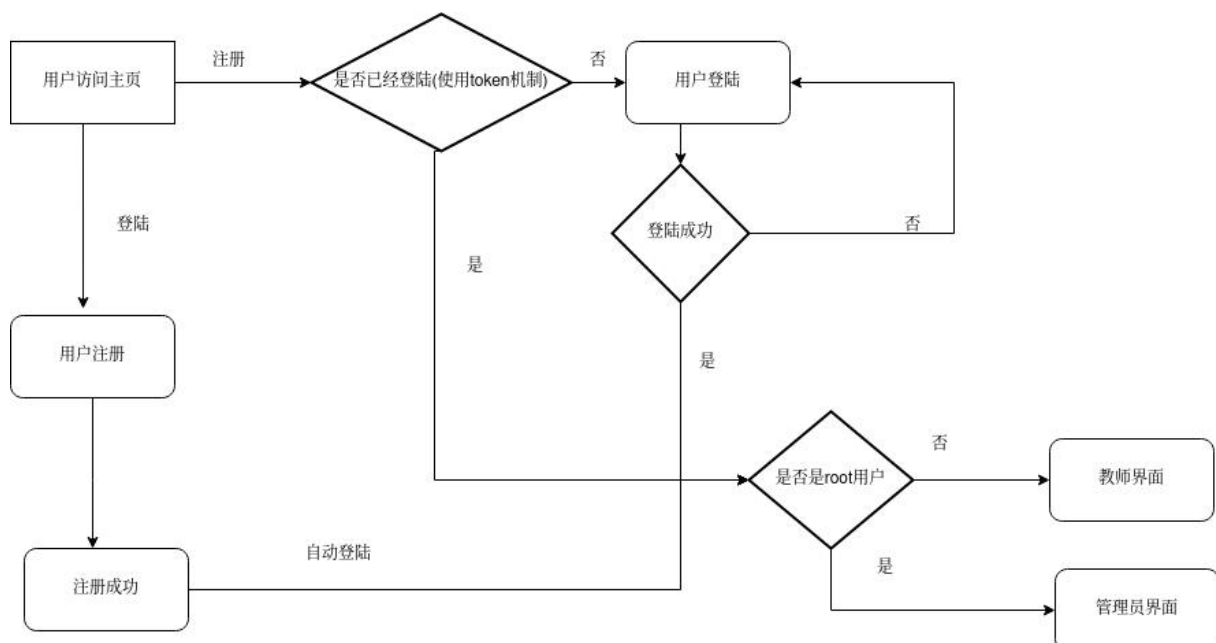 用户访问主页
注册
是否已经登陆(使用token机制)
否
用户登陆
登陆
登陆成功
否
是
用户注册
是
是否是root用户
否
教师界面
自动登陆
注册成功
是
管理员界面